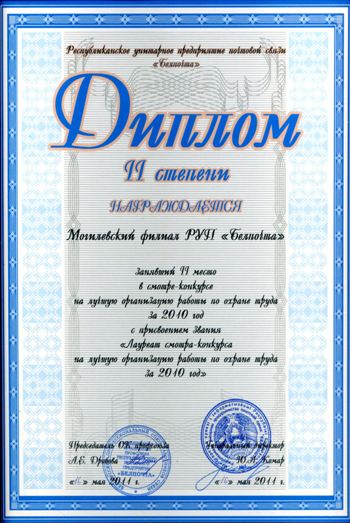 Республиканское унитарное предприятие почтовой связи
«Белпочта»
Диплом
II степени
НАГРАЖДАЕТСЯ
Могилевский филиал РУП «Белпочта»
занявший II место
в смотре-конкурсе
на лучшую организацию работы по охране труда
за 2010 год
с присвоением звания
«Лауреат смотра-конкурса
на лучшую организацию работы по охране труда
за 2010 год»
Председатель ОК профсоюза
Генеральный директор
мая 2011 г.
мая 2011 г.
"БЕЛПОЧТА"